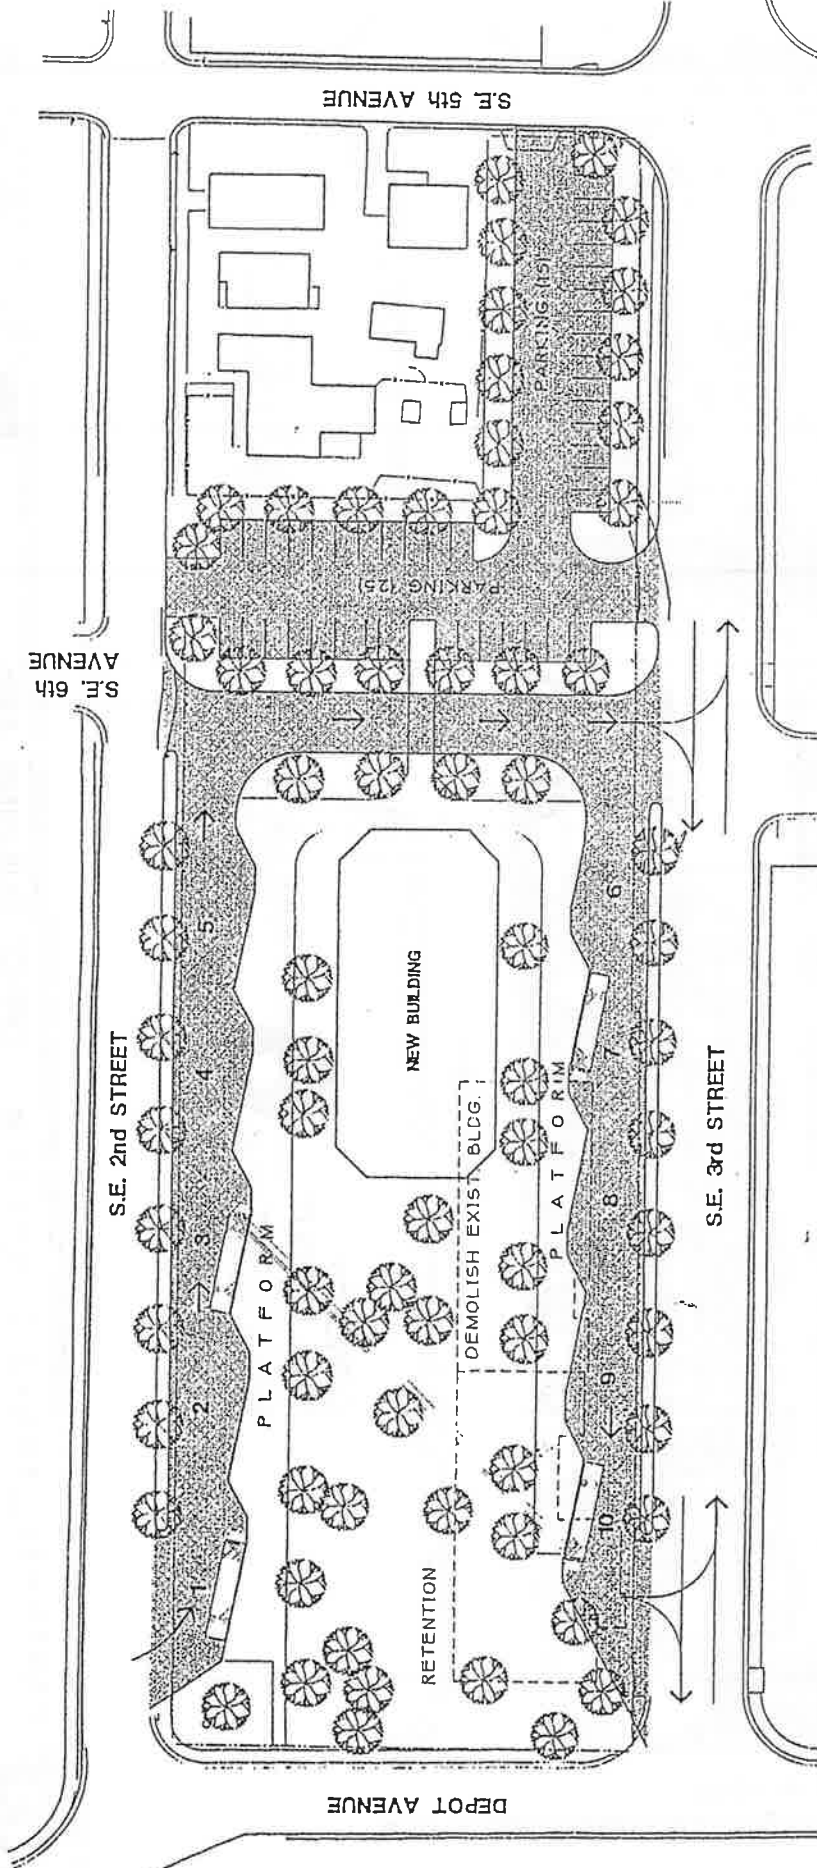 S.E. 5th AVENUE
PARKING (15)
PARKING (25)
S.E. 6th
AVENUE
S.E. 2nd STREET
5
4
3
2
1
PLATFORM
NEW BUILDING
DEMOLISH EXIST. BLDG.
PLATFORM
RETENTION
6
7
8
9
10
S.E. 3rd STREET
DEPOT AVENUE